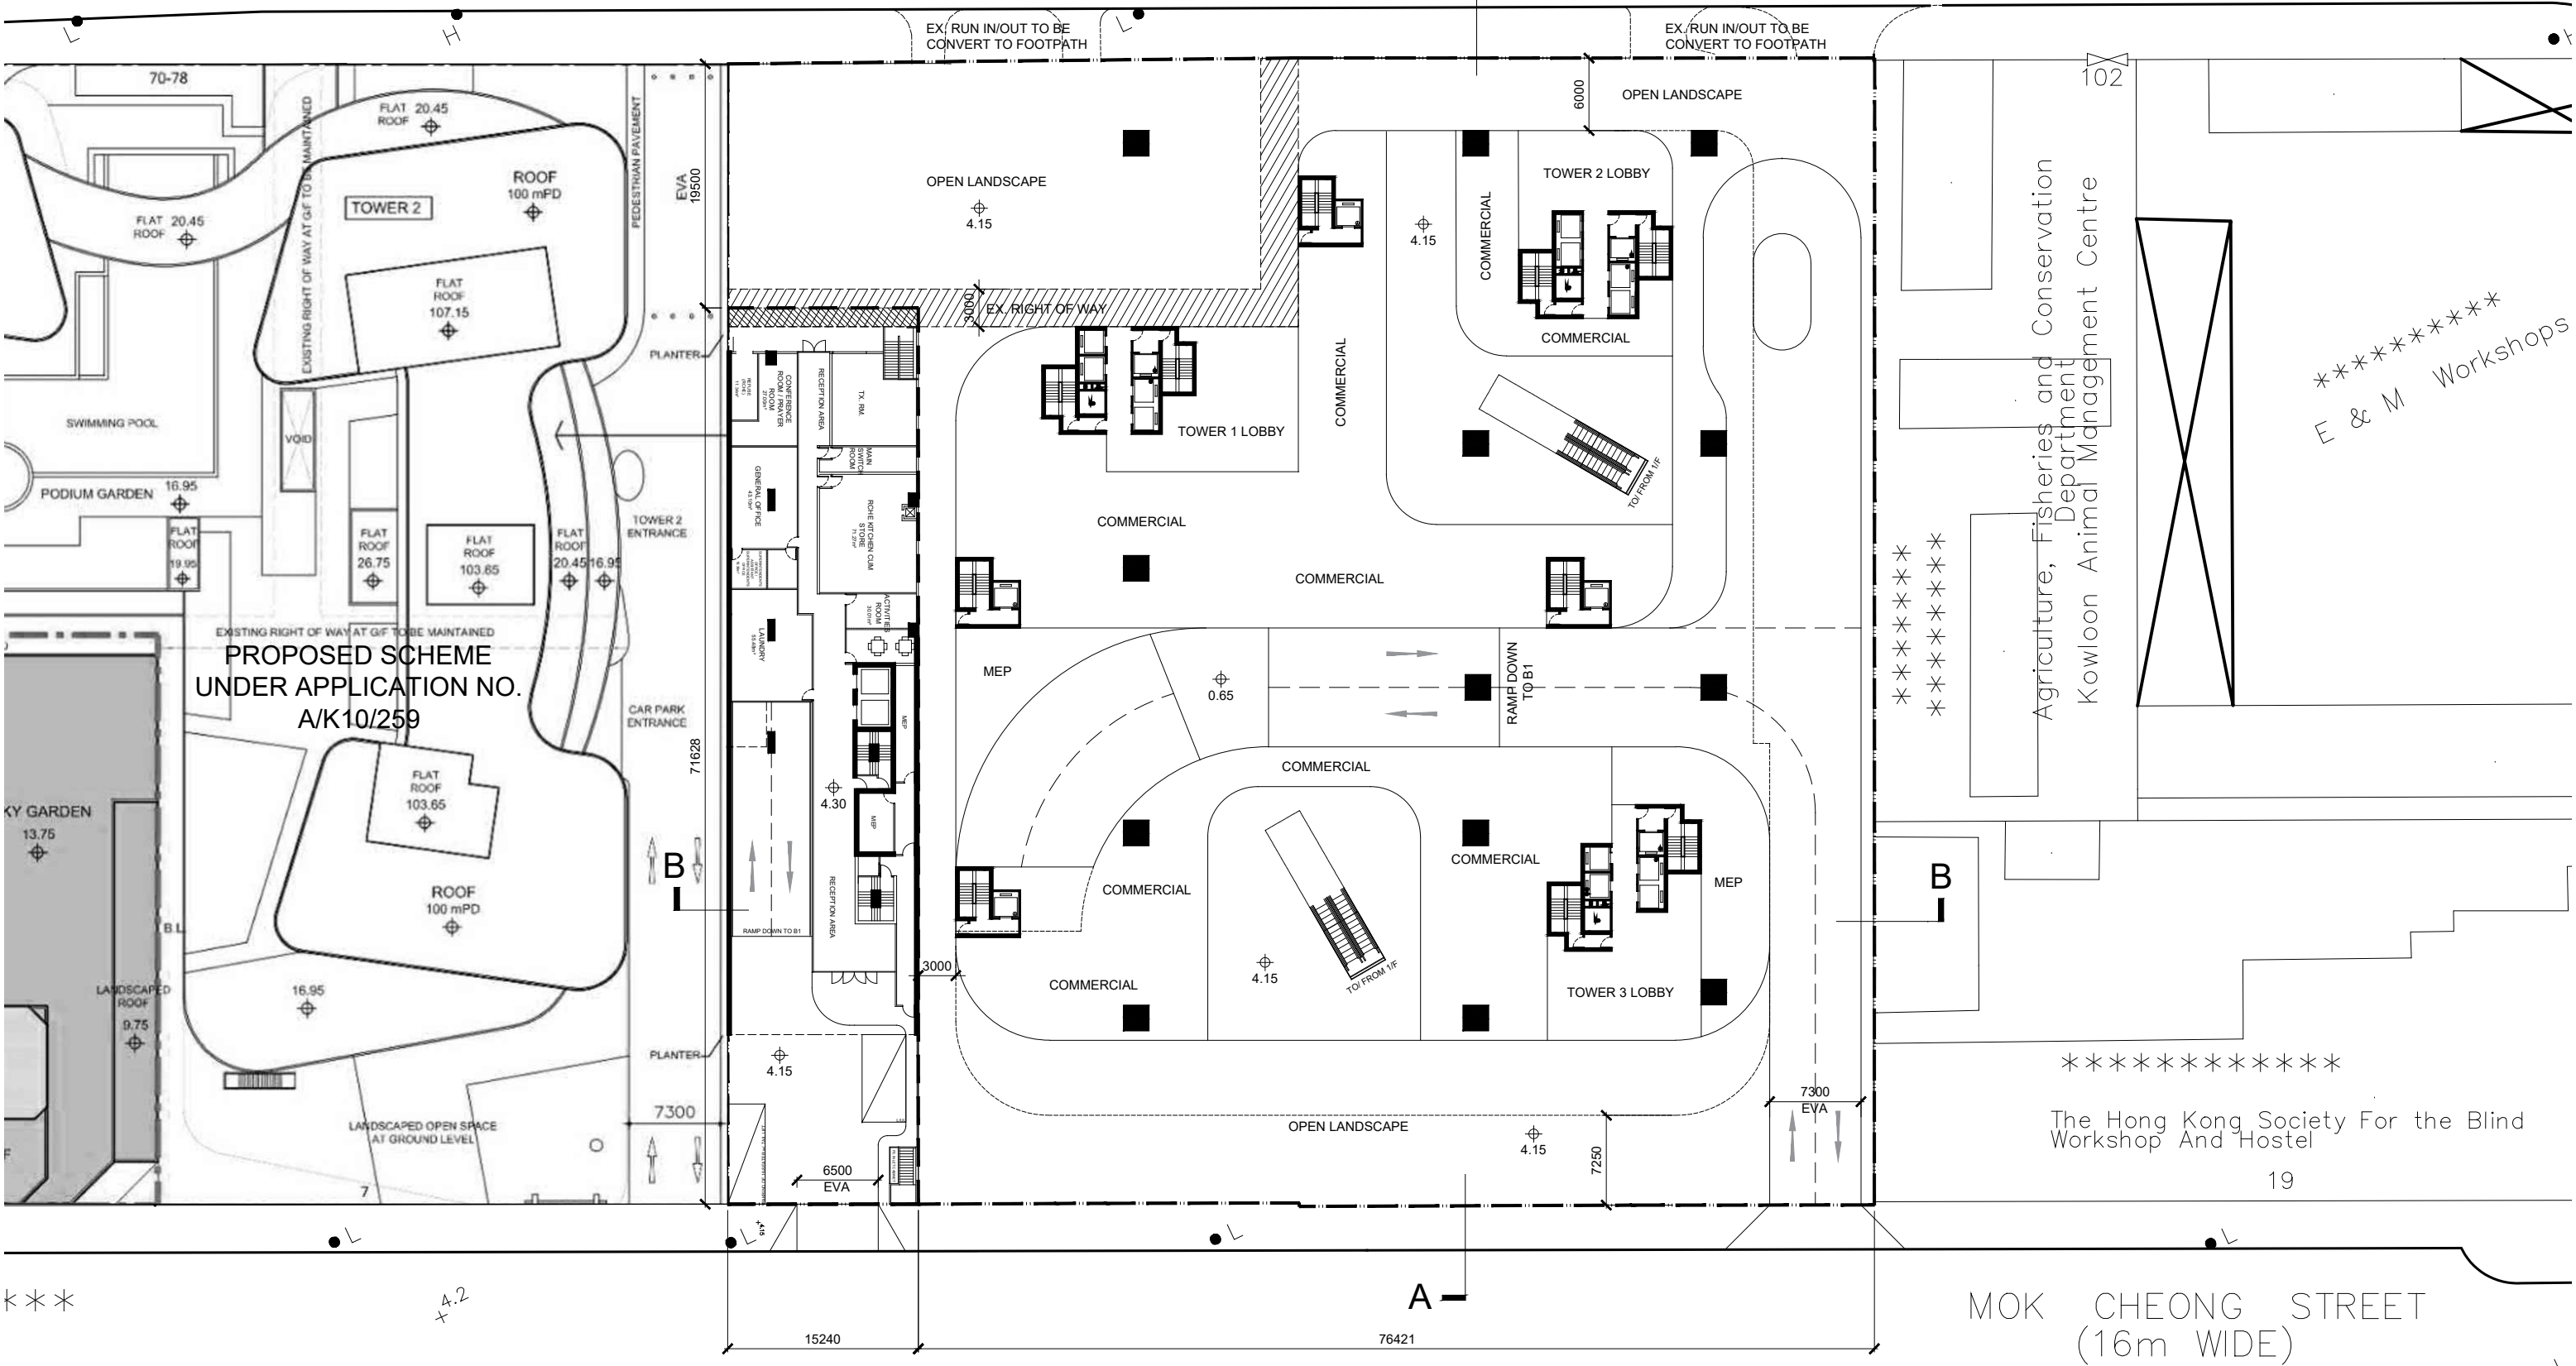 L
H
L
H
EX. RUN IN/OUT TO BE
CONVERT TO FOOTPATH
EX. RUN IN/OUT TO BE
CONVERT TO FOOTPATH
70-78
EXISTING RIGHT OF WAY AT G/F TO BE MAINTAINED
FLAT 20.45
ROOF
FLAT 20.45
ROOF
TOWER 2
ROOF
100 mPD
FLAT
ROOF
107.15
PEDESTRIAN PAVEMENT
EVA
19500
PLANTER
SWIMMING POOL
VOID
PODIUM GARDEN
16.95
FLAT
ROOF
19.95
FLAT
ROOF
26.75
FLAT
ROOF
103.65
FLAT
ROOF
20.45
16.95
TOWER 2
ENTRANCE
EXISTING RIGHT OF WAY AT G/F TO BE MAINTAINED
PROPOSED SCHEME
UNDER APPLICATION NO.
A/K10/259
CAR PARK
ENTRANCE
71628
FLAT
ROOF
103.65
KY GARDEN
13.75
ROOF
100 mPD
B.L
LANDSCAPED
ROOF
9.75
16.95
PLANTER
LANDSCAPED OPEN SPACE
AT GROUND LEVEL
7300
7
B
OPEN LANDSCAPE
4.15
3000
EX. RIGHT OF WAY
CONFERENCE
ROOM / PRAYER
ROOM
RECEPTION AREA
TX. RM.
MAIN
SWITCH
ROOM
GENERAL OFFICE
NICHE KITCHEN CUM
STORE
ACTIVITIES
ROOM
LAUNDRY
MEP
4.30
MEP
RECEPTION AREA
RAMP DOWN TO B1
3000
4.15
6500
EVA
OPEN LANDSCAPE
6000
TOWER 2 LOBBY
COMMERCIAL
4.15
COMMERCIAL
COMMERCIAL
TOWER 1 LOBBY
TO/ FROM 1/F
COMMERCIAL
COMMERCIAL
MEP
0.65
RAMP DOWN
TO B1
COMMERCIAL
COMMERCIAL
COMMERCIAL
MEP
COMMERCIAL
4.15
TO/ FROM 1/F
TOWER 3 LOBBY
B
OPEN LANDSCAPE
4.15
7250
7300
EVA
102
Agriculture, Fisheries and Conservation
Department
Kowloon Animal Management Centre
**********
E & M Workshops
********
*********
************
The Hong Kong Society For the Blind
Workshop And Hostel
19
L
L
+4.15
L
L
***
+4.2
A
15240
76421
MOK CHEONG STREET
(16m WIDE)